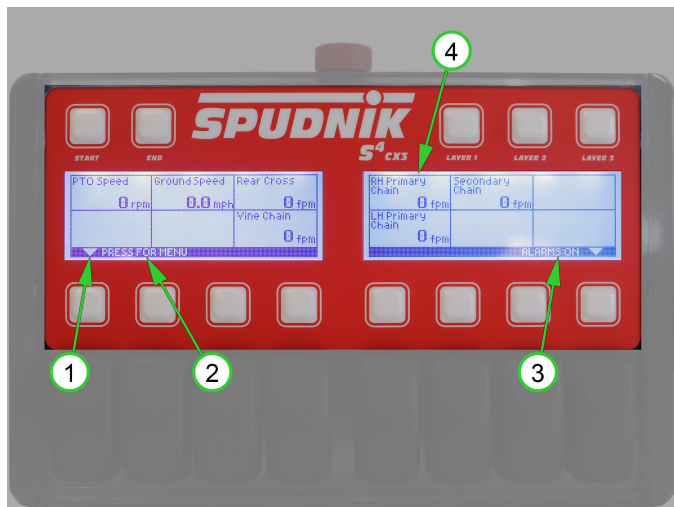 4
SPUDNIK
S4 CX3
START
END
LAYER 1
LAYER 2
LAYER 3
PTO Speed
0 rpm
Ground Speed
0.0 mph
Rear Cross
0 fpm
Vine Chain
0 fpm
PRESS FOR MENU
RH Primary
Chain
0 fpm
Secondary
Chain
0 fpm
LH Primary
Chain
0 fpm
ALARMS:ON
1
2
3